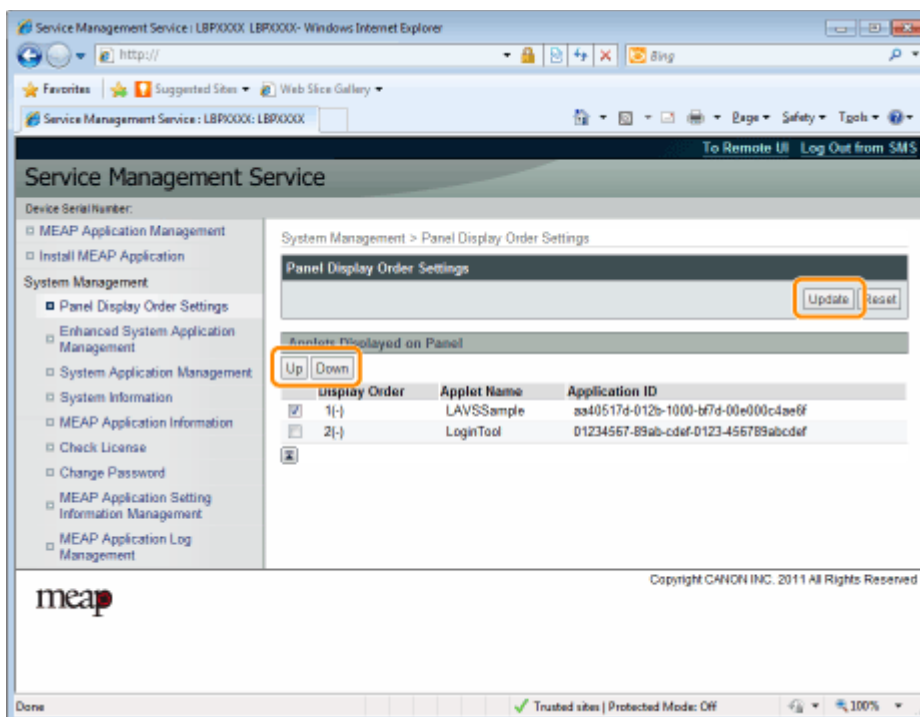 Service Management Service : LBPXXXX: LBPXXXX- Windows Internet Explorer
http://
Bing
Favorites Suggested Sites Web Slice Gallery
Service Management Service : LBPXXXX: LBPXXXX
Page Safety Tools
To Remote UI Log Out from SMS
Service Management Service
Device Serial Number:
MEAP Application Management
Install MEAP Application
System Management
Panel Display Order Settings
Enhanced System Application
Management
System Application Management
System Information
MEAP Application Information
Check License
Change Password
MEAP Application Setting
Information Management
MEAP Application Log
Management
System Management > Panel Display Order Settings
Panel Display Order Settings
Update Reset
Applets Displayed on Panel
Up Down
Display Order Applet Name Application ID
1(-) LAVSSample aa40517d-012b-1000-bf7d-00e000c4ae6f
2(-) LoginTool 01234567-89ab-cdef-0123-456789abcdef
Copyright CANON INC. 2011 All Rights Reserved
meap
Done Trusted sites | Protected Mode: Off 100%